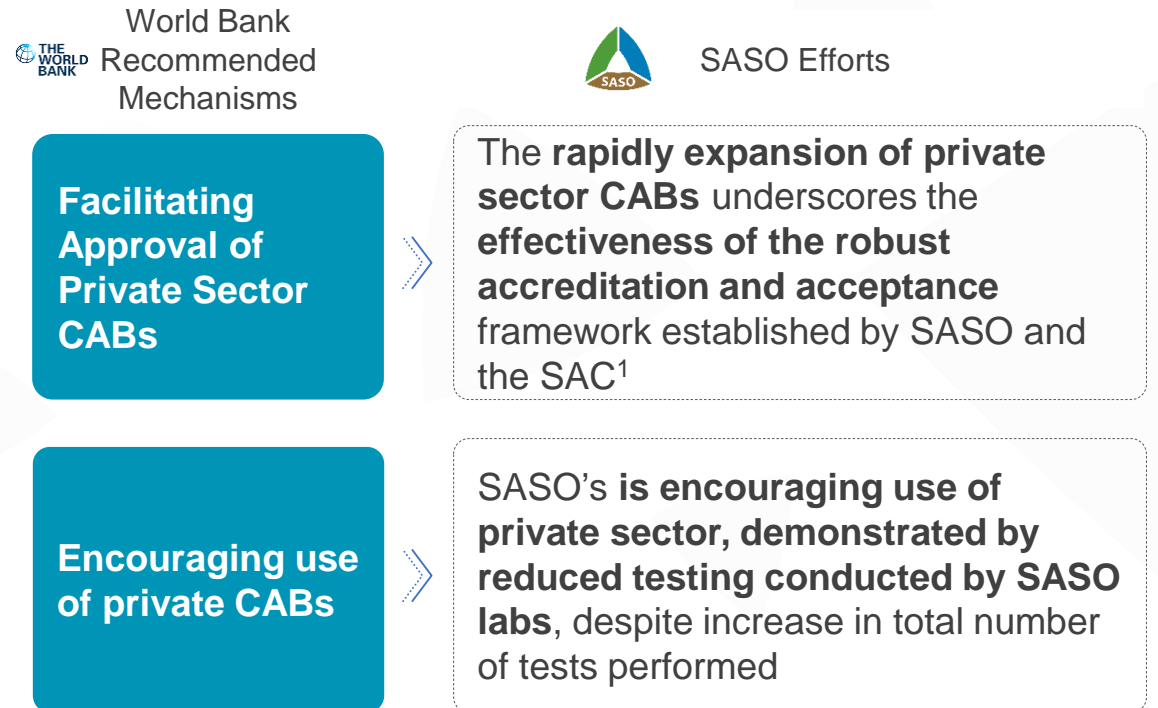 World Bank
Recommended
Mechanisms
THE
WORLD
BANK
SASO
SASO Efforts
Facilitating
Approval of
Private Sector
CABs
The rapidly expansion of private
sector CABs underscores the
effectiveness of the robust
accreditation and acceptance
framework established by SASO and
the SAC1
Encouraging use
of private CABs
SASO’s is encouraging use of
private sector, demonstrated by
reduced testing conducted by SASO
labs, despite increase in total number
of tests performed